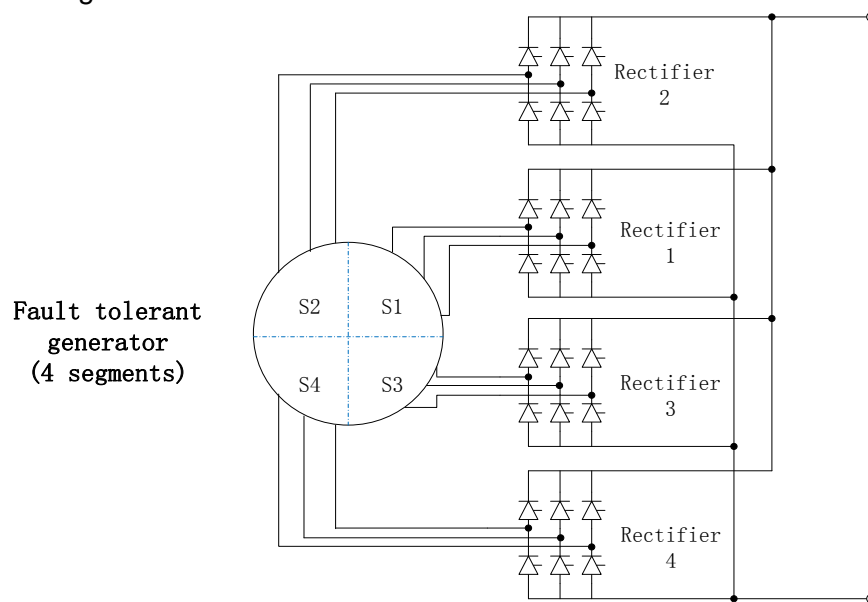 Rectifier
2
Rectifier
1
Fault tolerant
generator
(4 segments)
S2
S1
S4
S3
Rectifier
3
Rectifier
4